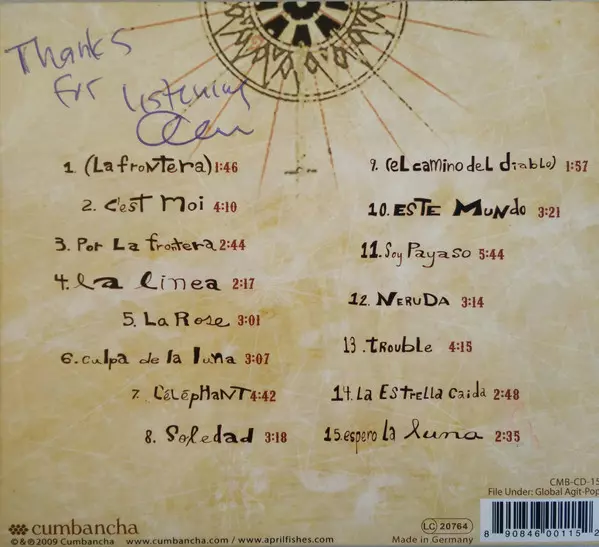 Thanks
for listening
1. (La frontera) 1:46
2. C'est Moi 4:10
3. Por La frontera 2:44
4. La Linea 2:17
5. La Rose 3:01
6. Culpa de la Luna 3:07
7. L'éléphant 4:42
8. Soledad 3:18
9. (el camino del diablo) 1:57
10. Este Mundo 3:21
11. Soy Payaso 5:44
12. Neruda 3:14
13. trouble 4:15
14. La Estrella Caida 2:48
15. espero La Luna 2:35
CMB-CD-15
File Under: Global Agit-Pop
cumbancha
℗ & © 2009 Cumbancha www.cumbancha.com / www.aprilfishes.com
LC 20764
Made in Germany
8 90846 00115 2